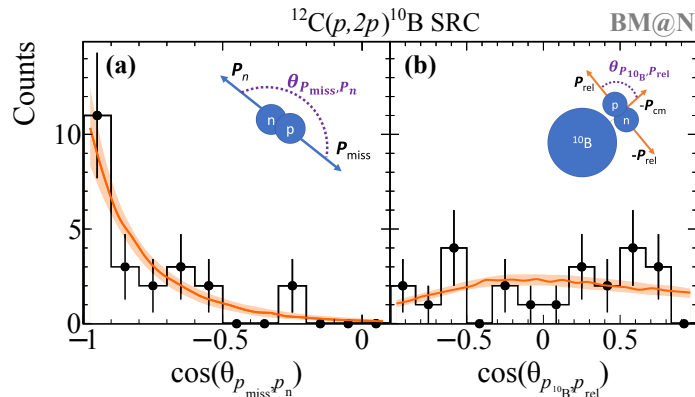 ¹²C(p,2p)¹⁰B SRC BM@N
Counts
(a)
θ_{P_miss, P_n}
P_n
n
p
P_miss
10
5
0
−1 −0.5 0
cos(θ_{p_miss, p_n})
(b)
θ_{P_10B, P_rel}
P_rel
p
n
-P_cm
¹⁰B
-P_rel
−0.5 0 0.5
cos(θ_{p_10B, p_rel})